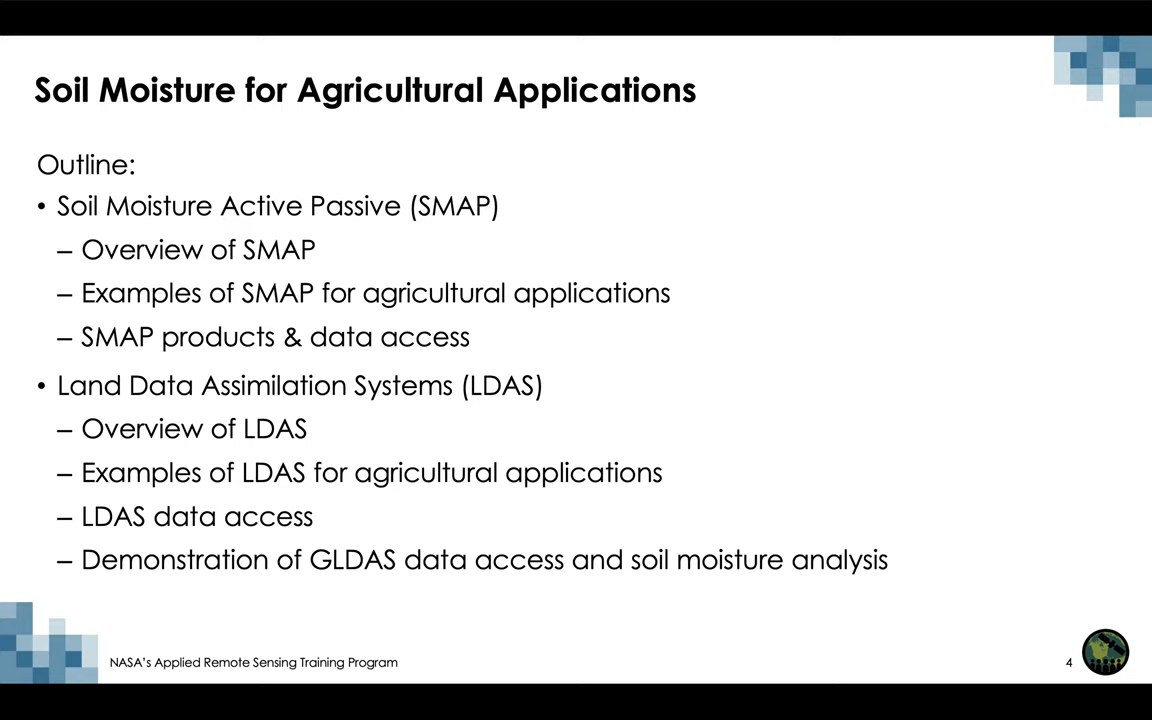 Soil Moisture for Agricultural Applications
Outline:
• Soil Moisture Active Passive (SMAP)
– Overview of SMAP
– Examples of SMAP for agricultural applications
– SMAP products & data access
• Land Data Assimilation Systems (LDAS)
– Overview of LDAS
– Examples of LDAS for agricultural applications
– LDAS data access
– Demonstration of GLDAS data access and soil moisture analysis
NASA's Applied Remote Sensing Training Program
4